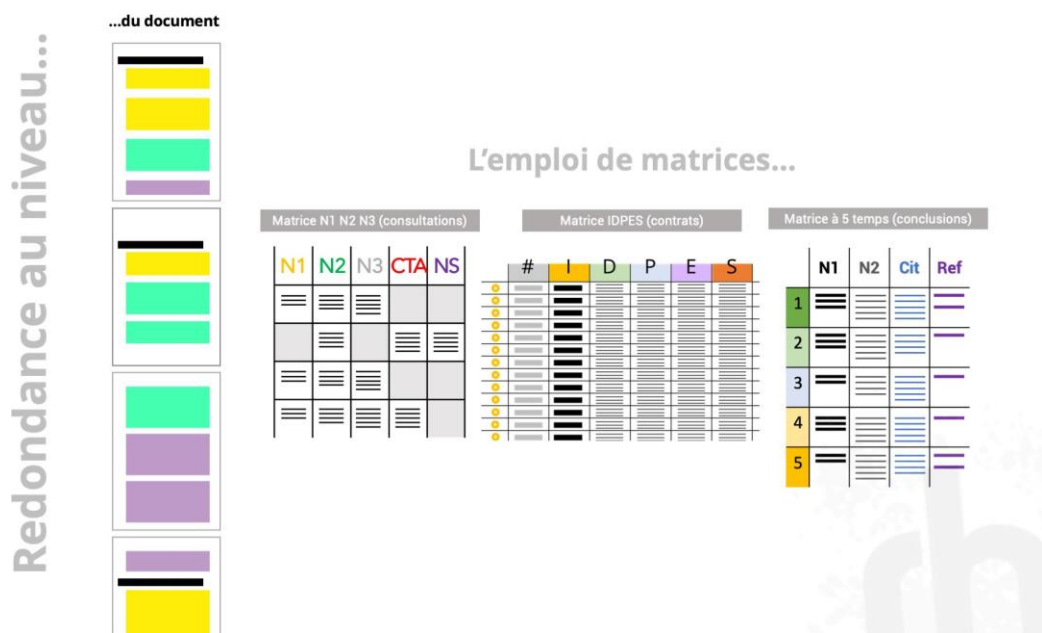 ...du document
Redondance au niveau...
L'emploi de matrices...
Matrice N1 N2 N3 (consultations)
N1 N2 N3 CTA NS
Matrice IDPES (contrats)
# I D P E S
Matrice à 5 temps (conclusions)
N1 N2 Cit Ref
1
2
3
4
5